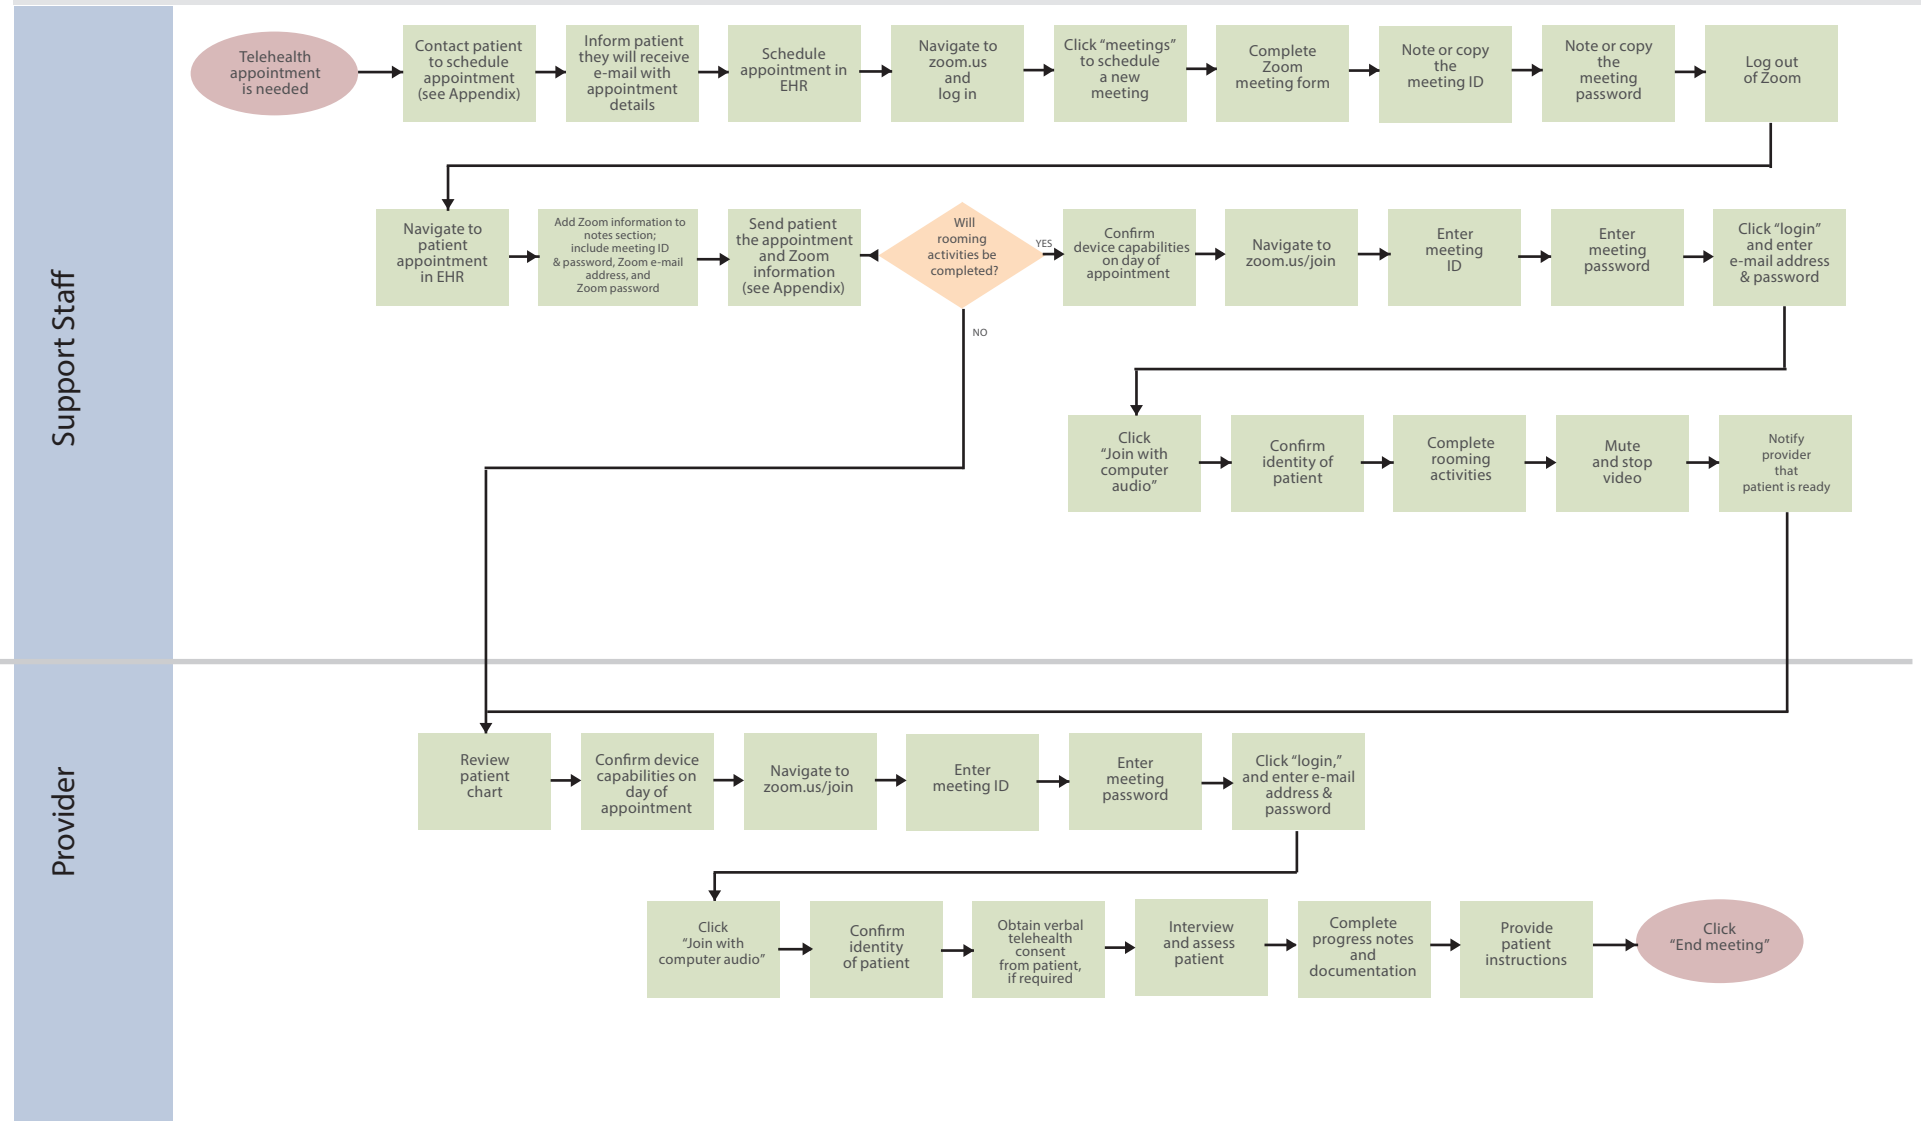 Support Staff
Telehealth
appointment
is needed
Contact patient
to schedule
appointment
(see Appendix)
Inform patient
they will receive
e-mail with
appointment
details
Schedule
appointment in
EHR
Navigate to
zoom.us
and
log in
Click “meetings”
to schedule
a new
meeting
Complete
Zoom
meeting form
Note or copy
the
meeting ID
Note or copy
the
meeting
password
Log out
of Zoom
Navigate to
patient
appointment
in EHR
Add Zoom information to
notes section;
include meeting ID
& password, Zoom e-mail
address, and
Zoom password
Send patient
the appointment
and Zoom
information
(see Appendix)
Will
rooming
activities be
completed?
YES
NO
Confirm
device capabilities
on day of
appointment
Navigate to
zoom.us/join
Enter
meeting
ID
Enter
meeting
password
Click “login”
and enter
e-mail address
& password
Click
“Join with
computer
audio”
Confirm
identity of
patient
Complete
rooming
activities
Mute
and stop
video
Notify
provider
that
patient is ready
Provider
Review
patient
chart
Confirm device
capabilities on
day of
appointment
Navigate to
zoom.us/join
Enter
meeting ID
Enter
meeting
password
Click “login,”
and enter e-mail
address &
password
Click
“Join with
computer audio”
Confirm
identity
of patient
Obtain verbal
telehealth
consent
from patient,
if required
Interview
and assess
patient
Complete
progress notes
and
documentation
Provide
patient
instructions
Click
“End meeting”